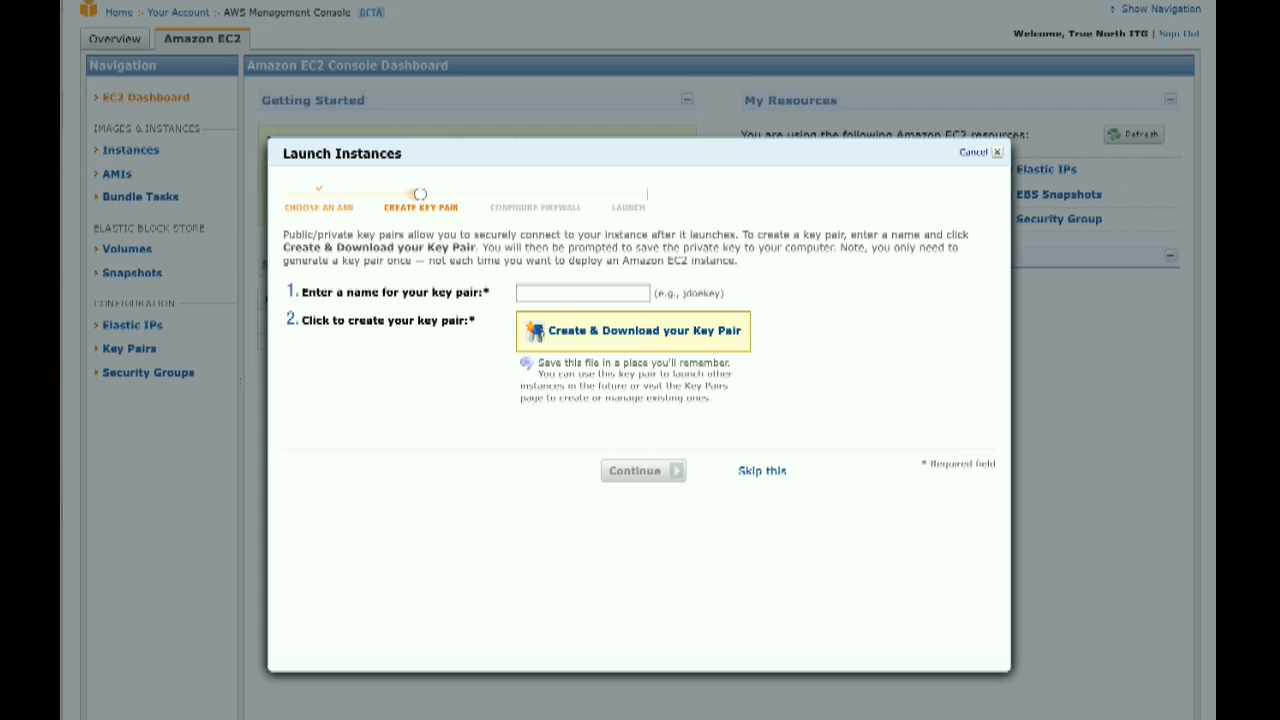 Home :- Your Account :- AWS Management Console BETA
Show Navigation
Overview
Amazon EC2
Welcome, True North ITG | Sign Out
Navigation
Amazon EC2 Console Dashboard
EC2 Dashboard
Getting Started
My Resources
IMAGES & INSTANCES
You are using the following Amazon EC2 resources:
Refresh
Instances
Launch Instances
Cancel
AMIs
Elastic IPs
Bundle Tasks
EBS Snapshots
CHOOSE AN AMI
CREATE KEY PAIR
CONFIGURE FIREWALL
LAUNCH
Security Group
ELASTIC BLOCK STORE
Volumes
Snapshots
Public/private key pairs allow you to securely connect to your instance after it launches. To create a key pair, enter a name and click
Create & Download your Key Pair. You will then be prompted to save the private key to your computer. Note, you only need to
generate a key pair once — not each time you want to deploy an Amazon EC2 instance.
CONFIGURATION
Elastic IPs
Key Pairs
Security Groups
1. Enter a name for your key pair:*
(e.g., jdoekey)
2. Click to create your key pair:*
Create & Download your Key Pair
Save this file in a place you'll remember.
You can use this key pair to launch other
instances in the future or visit the Key Pairs
page to create or manage existing ones.
Continue
Skip this
* Required field